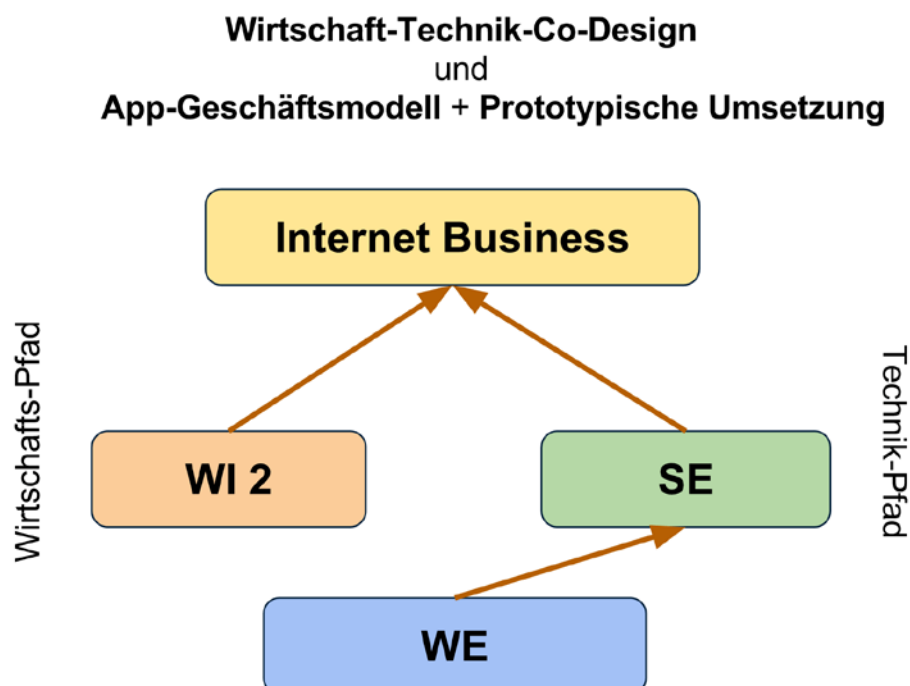 Wirtschaft-Technik-Co-Design
und
App-Geschäftsmodell + Prototypische Umsetzung
Internet Business
Wirtschafts-Pfad
Technik-Pfad
WI 2
SE
WE